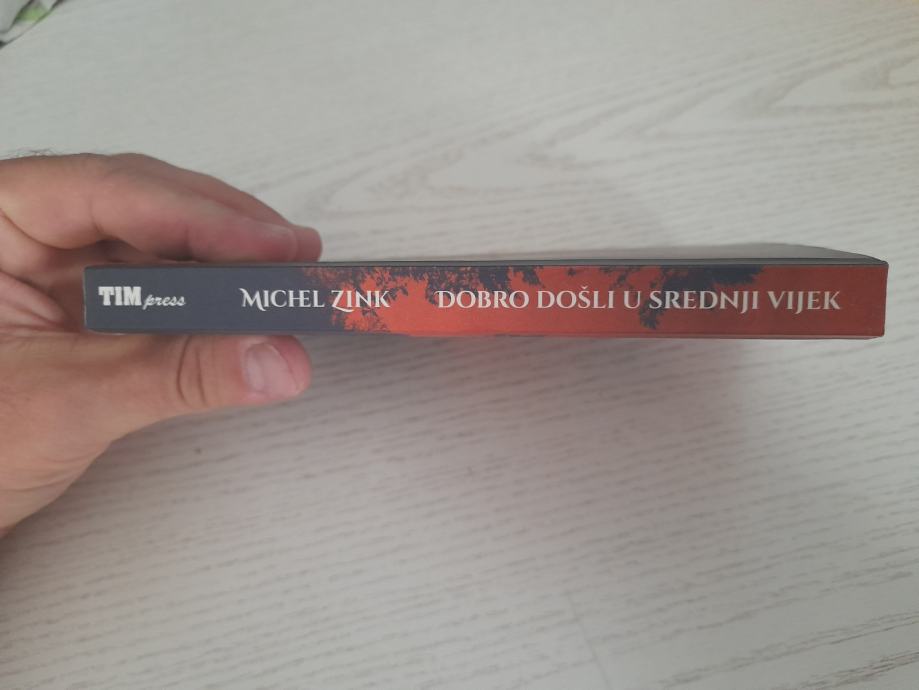 TIM press MICHEL ZINK DOBRO DOŠLI U SREDNJI VIJEK